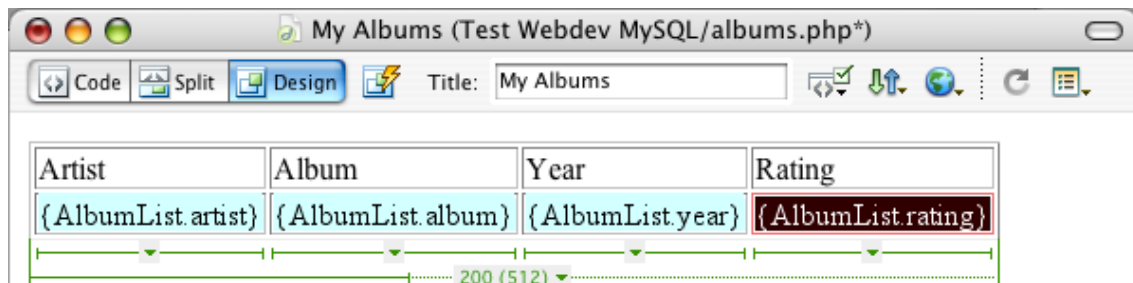 My Albums (Test Webdev MySQL/albums.php*)
Code Split Design Title: My Albums
Artist Album Year Rating
{AlbumList.artist} {AlbumList.album} {AlbumList.year} {AlbumList.rating}
200 (512)